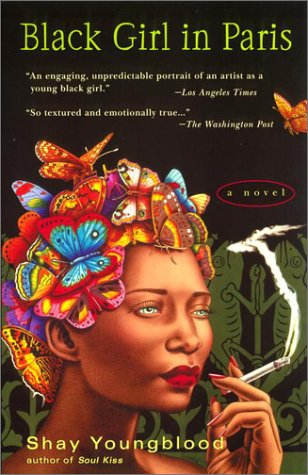 Black Girl in Paris
"An engaging, unpredictable portrait of an artist as a
young black girl."
—Los Angeles Times
"So textured and emotionally true..."
—The Washington Post
a novel
Shay Youngblood
author of Soul Kiss